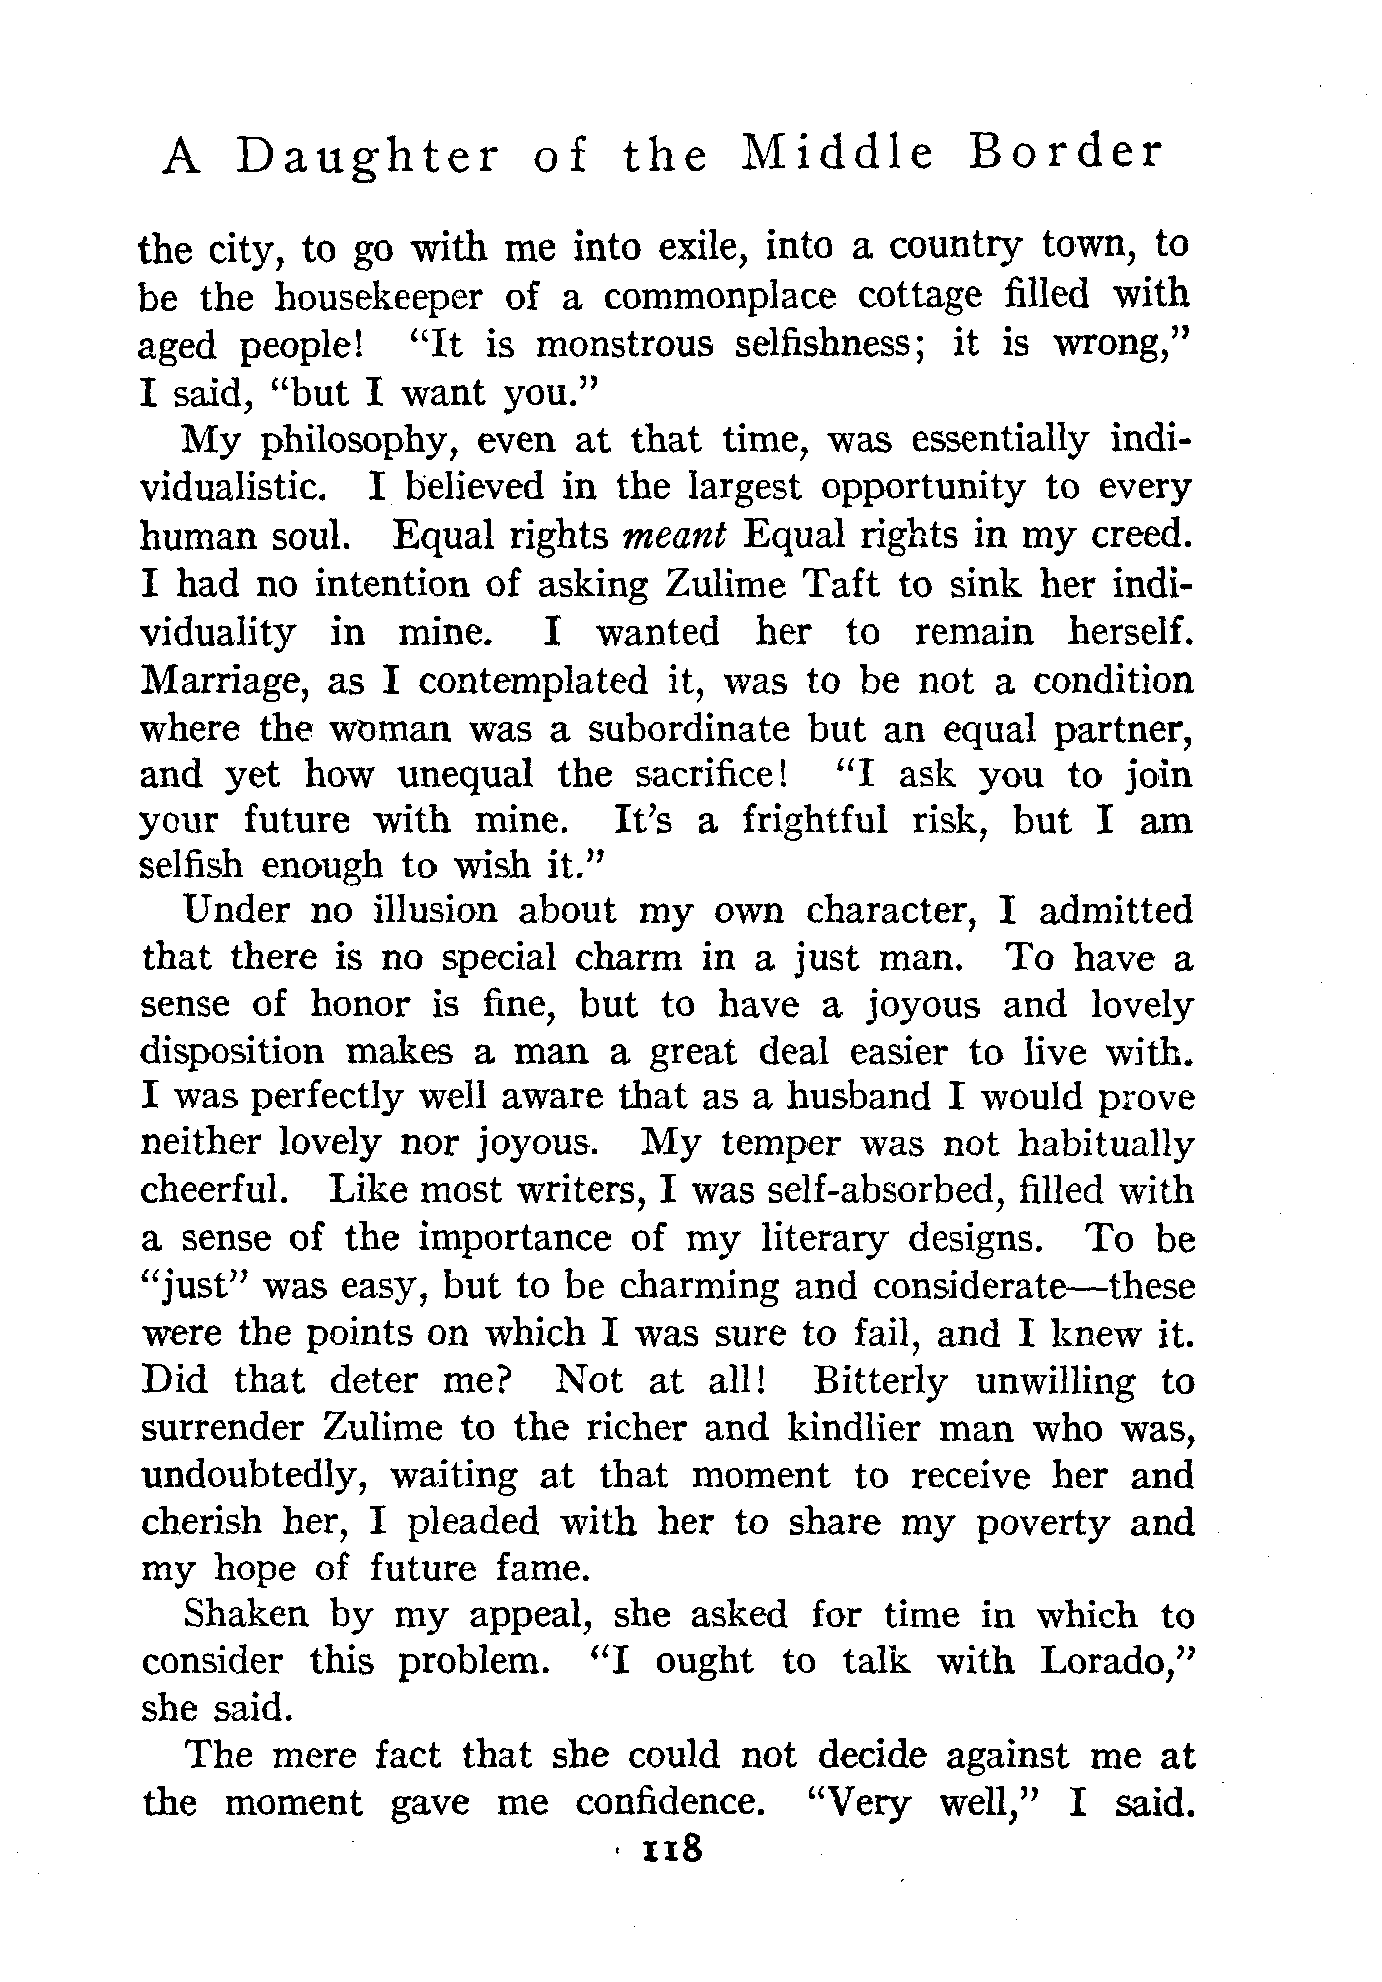 A Daughter of the Middle Border
the city, to go with me into exile, into a country town, to
be the housekeeper of a commonplace cottage filled with
aged people! “It is monstrous selfishness; it is wrong,”
I said, “but I want you.”
My philosophy, even at that time, was essentially indi-
vidualistic. I believed in the largest opportunity to every
human soul. Equal rights meant Equal rights in my creed.
I had no intention of asking Zulime Taft to sink her indi-
viduality in mine. I wanted her to remain herself.
Marriage, as I contemplated it, was to be not a condition
where the woman was a subordinate but an equal partner,
and yet how unequal the sacrifice! “I ask you to join
your future with mine. It’s a frightful risk, but I am
selfish enough to wish it.”
Under no illusion about my own character, I admitted
that there is no special charm in a just man. To have a
sense of honor is fine, but to have a joyous and lovely
disposition makes a man a great deal easier to live with.
I was perfectly well aware that as a husband I would prove
neither lovely nor joyous. My temper was not habitually
cheerful. Like most writers, I was self-absorbed, filled with
a sense of the importance of my literary designs. To be
“just” was easy, but to be charming and considerate—these
were the points on which I was sure to fail, and I knew it.
Did that deter me? Not at all! Bitterly unwilling to
surrender Zulime to the richer and kindlier man who was,
undoubtedly, waiting at that moment to receive her and
cherish her, I pleaded with her to share my poverty and
my hope of future fame.
Shaken by my appeal, she asked for time in which to
consider this problem. “I ought to talk with Lorado,”
she said.
The mere fact that she could not decide against me at
the moment gave me confidence. “Very well,” I said.
118